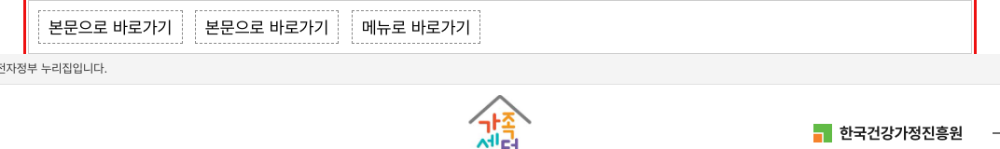 본문으로 바로가기 본문으로 바로가기 메뉴로 바로가기
전자정부 누리집입니다.
가족
세터
한국건강가정진흥원